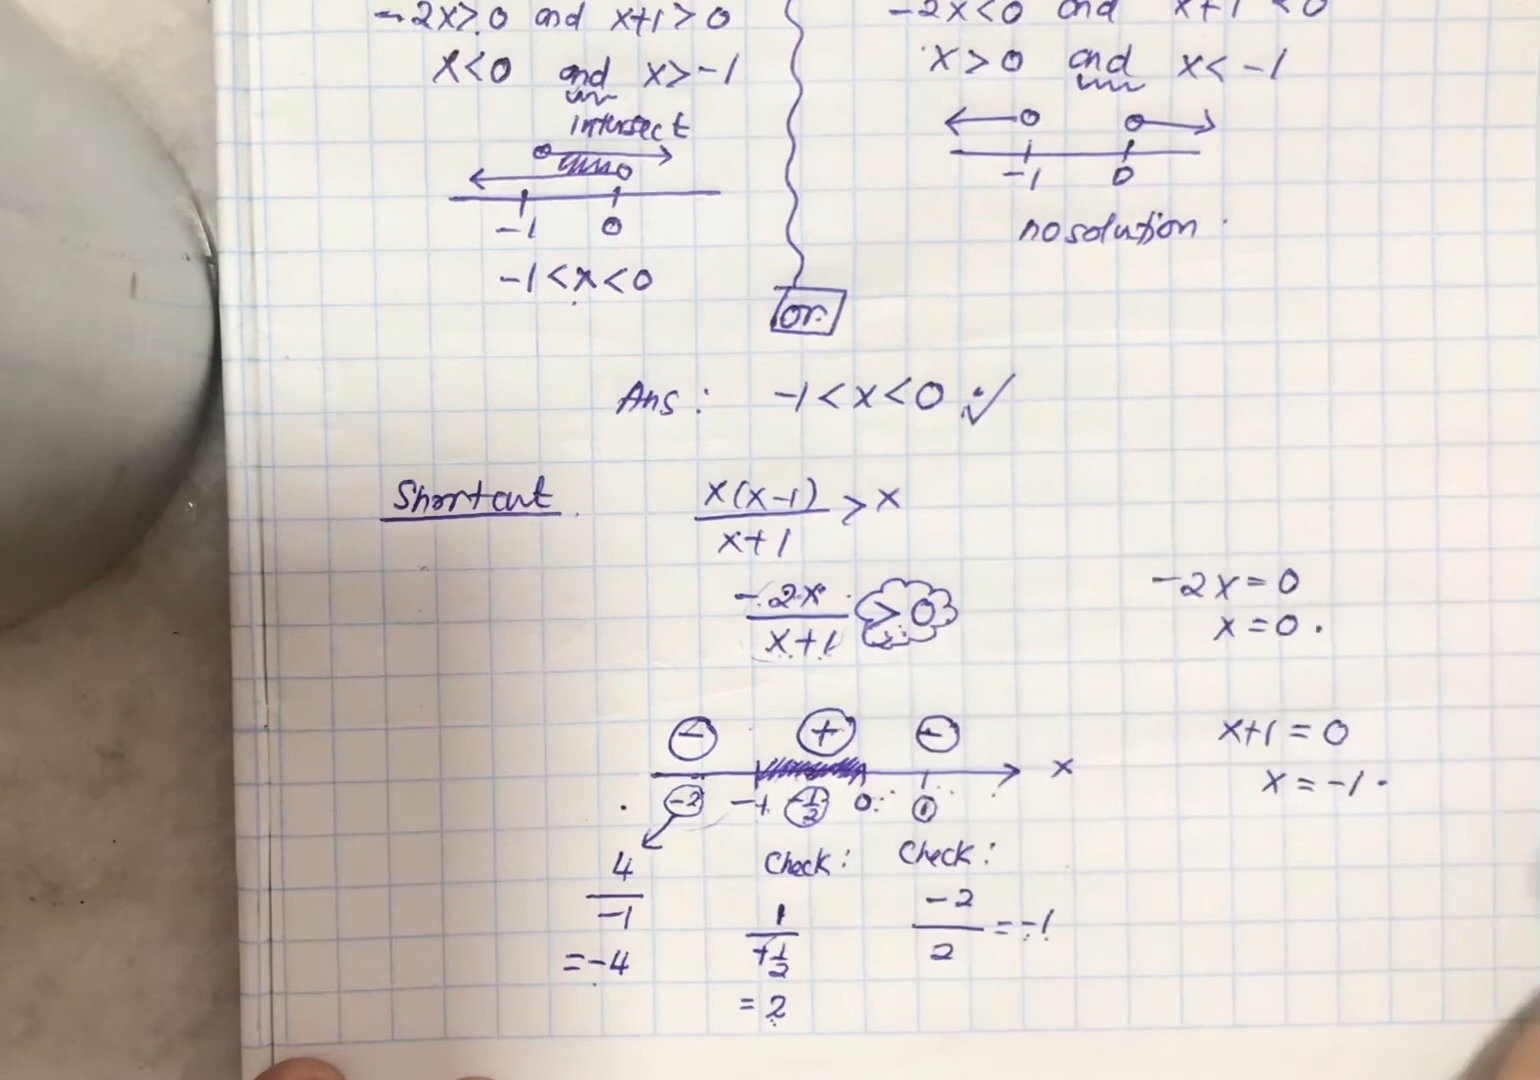 -2x>0 and x+1>0
x<0 and x>-1
intersect
-1 0
-1<x<0
-2x<0 and x+1<0
x>0 and x<-1
-1 0
no solution
or
Ans: -1<x<0 ✓
Shortcut
x(x-1)/x+1 > x
-2x/x+1 > 0
-2x=0
x=0.
x+1=0
x=-1.
- + -
x
-2 -1 -1/2 0 1
4/-1
=-4
Check:
1/+1/2
=2
Check:
-2/2 =-1